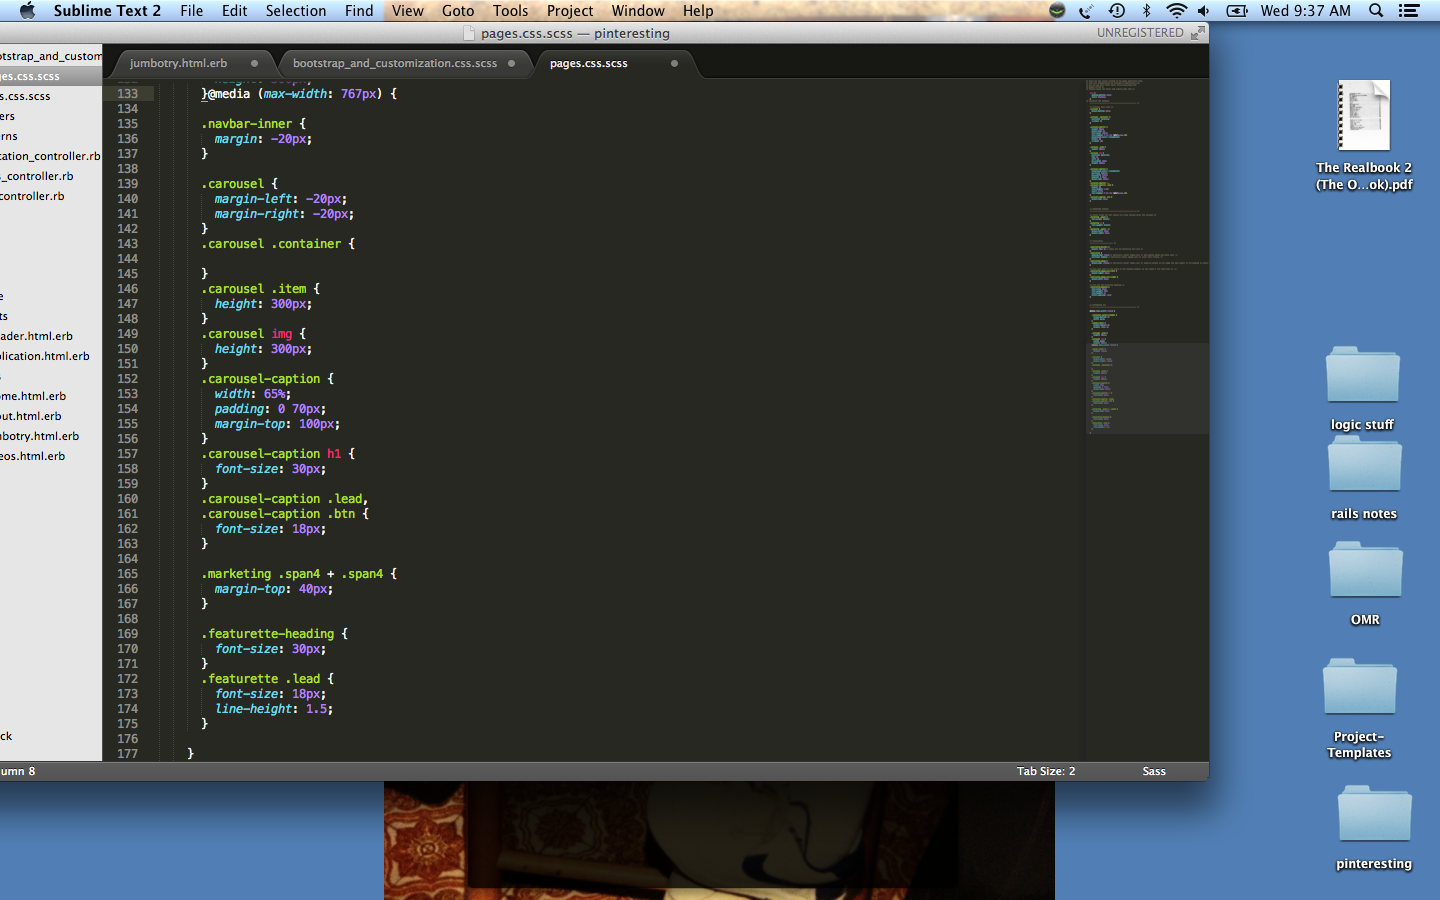 Sublime Text 2 File Edit Selection Find View Goto Tools Project Window Help Wed 9:37 AM
pages.css.scss — pinteresting UNREGISTERED
jumbotry.html.erb bootstrap_and_customization.css.scss pages.css.scss
otstrap_and_custom
ges.css.scss
s.css.scss
ers
rns
cation_controller.rb
s_controller.rb
controller.rb
e
ts
ader.html.erb
plication.html.erb
s
ome.html.erb
out.html.erb
mbotry.html.erb
eos.html.erb
ck
133 }@media (max-width: 767px) {
134
135 .navbar-inner {
136 margin: -20px;
137 }
138
139 .carousel {
140 margin-left: -20px;
141 margin-right: -20px;
142 }
143 .carousel .container {
144
145 }
146 .carousel .item {
147 height: 300px;
148 }
149 .carousel img {
150 height: 300px;
151 }
152 .carousel-caption {
153 width: 65%;
154 padding: 0 70px;
155 margin-top: 100px;
156 }
157 .carousel-caption h1 {
158 font-size: 30px;
159 }
160 .carousel-caption .lead,
161 .carousel-caption .btn {
162 font-size: 18px;
163 }
164
165 .marketing .span4 + .span4 {
166 margin-top: 40px;
167 }
168
169 .featurette-heading {
170 font-size: 30px;
171 }
172 .featurette .lead {
173 font-size: 18px;
174 line-height: 1.5;
175 }
176
177 }
umn 8 Tab Size: 2 Sass
The Realbook 2
(The O...ok).pdf
logic stuff
rails notes
OMR
Project-
Templates
pinteresting